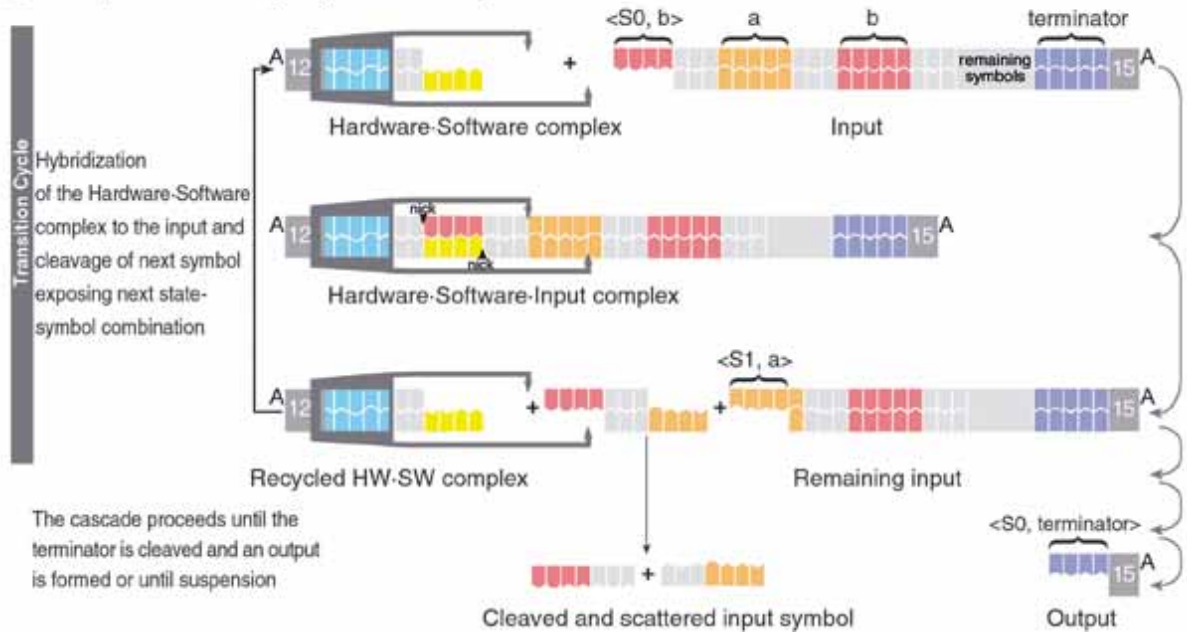 <S0, b>
a
b
terminator
A
12
+
remaining
symbols
15
A
Hardware·Software complex
Input
Transition Cycle
Hybridization
of the Hardware-Software
complex to the input and
cleavage of next symbol
exposing next state-
symbol combination
A
12
nick
nick
15
A
Hardware·Software·Input complex
<S1, a>
A
12
+
+
15
A
Recycled HW·SW complex
Remaining input
The cascade proceeds until the
terminator is cleaved and an output
is formed or until suspension
<S0, terminator>
+
15
A
Cleaved and scattered input symbol
Output